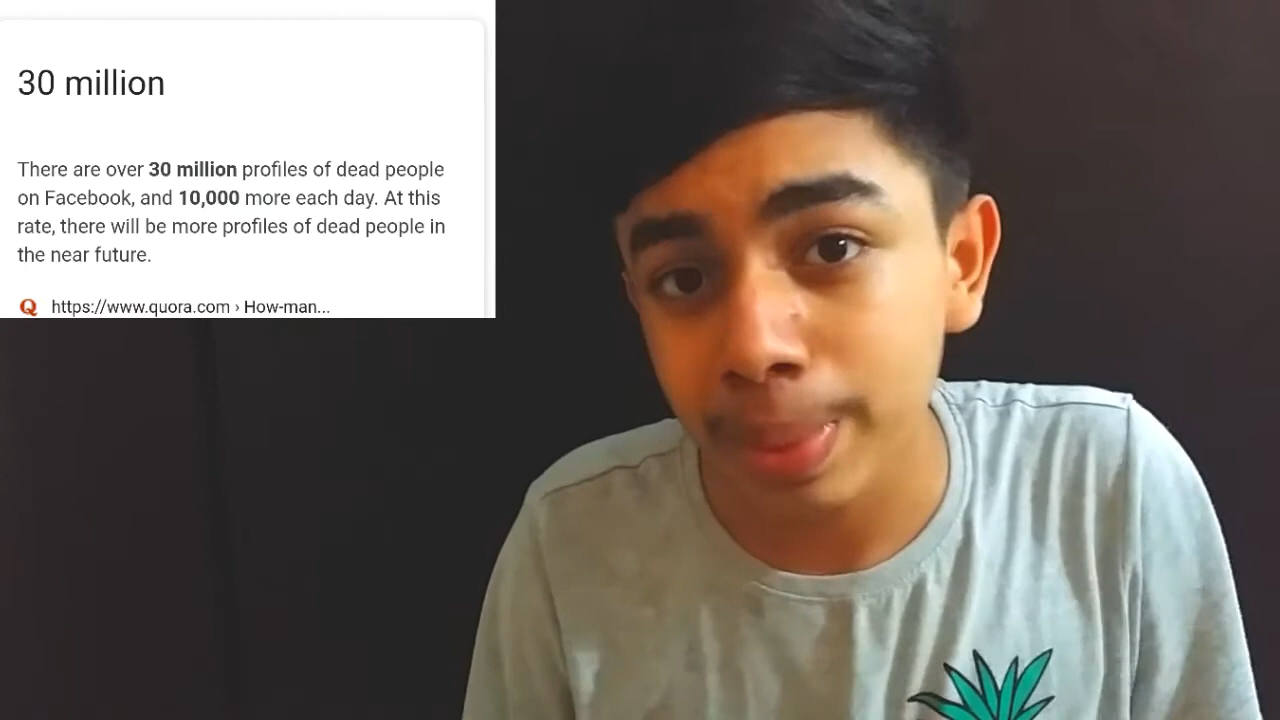 30 million
There are over 30 million profiles of dead people
on Facebook, and 10,000 more each day. At this
rate, there will be more profiles of dead people in
the near future.
https://www.quora.com › How-man...